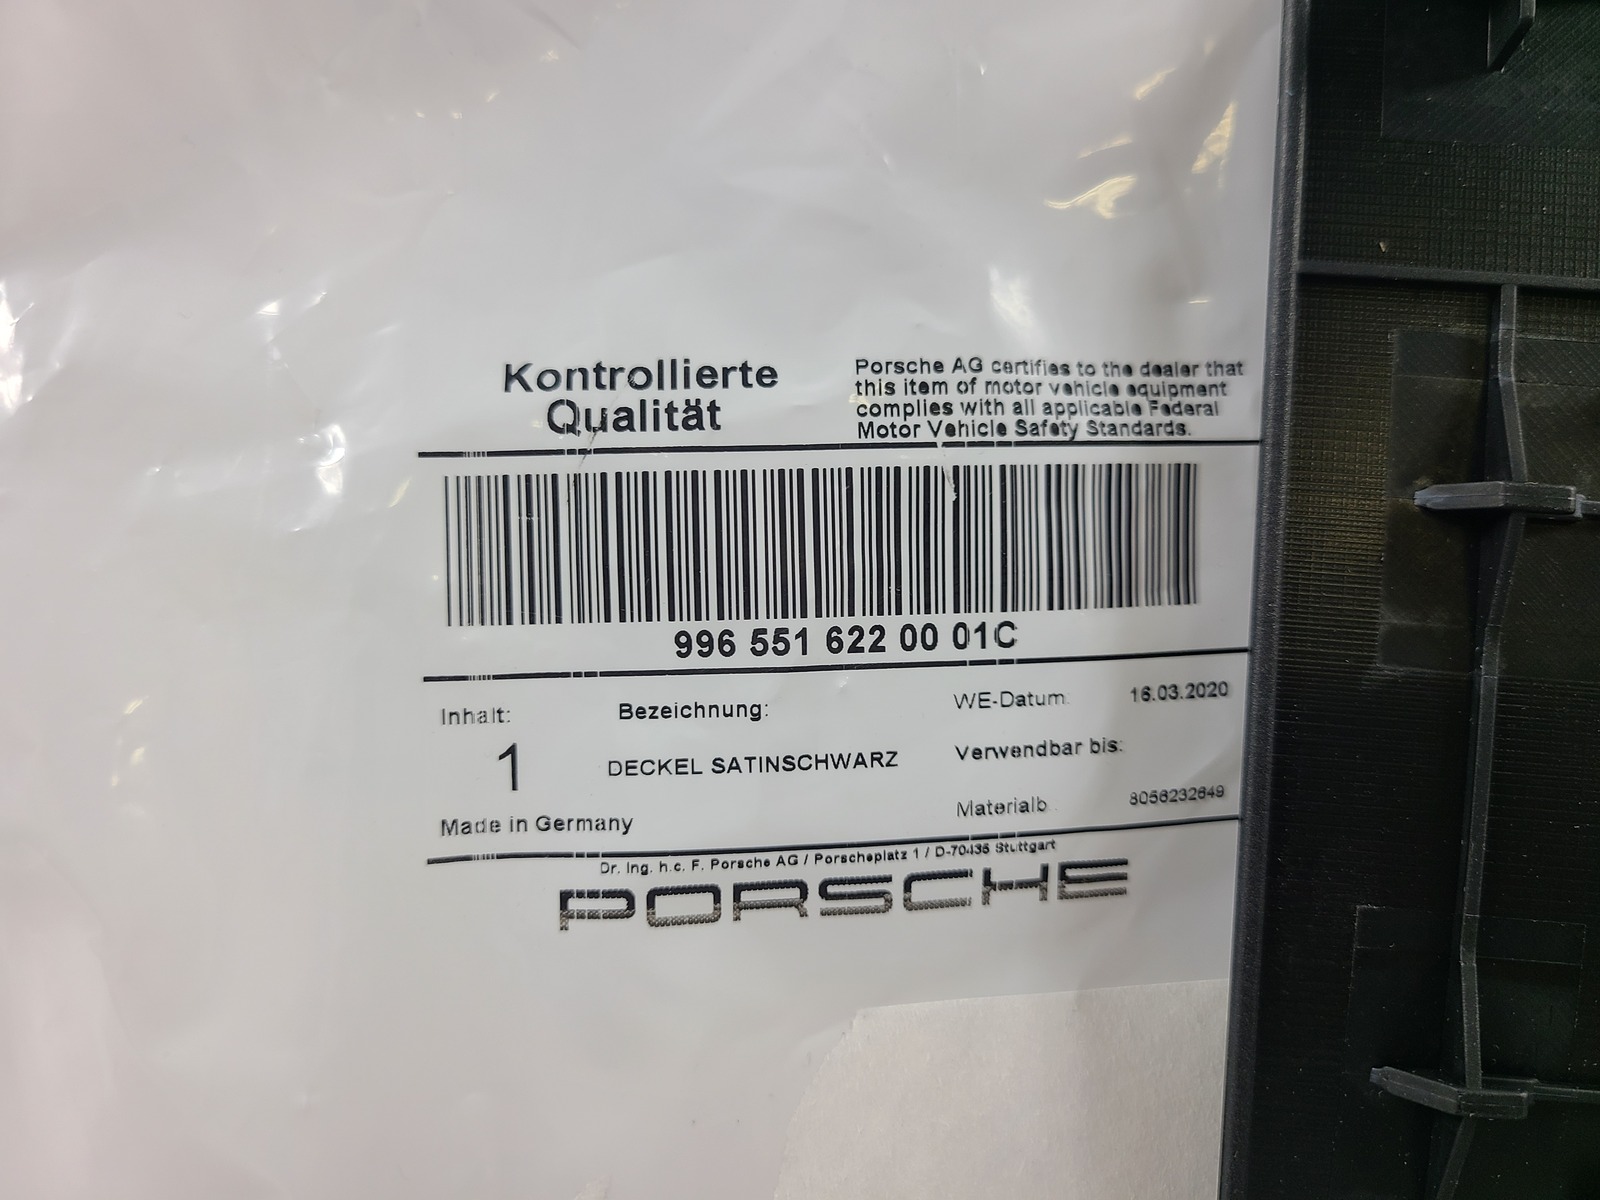 Kontrollierte
Qualität
Porsche AG certifies to the dealer that
this item of motor vehicle equipment
complies with all applicable Federal
Motor Vehicle Safety Standards.
996 551 622 00 01C
Inhalt:
1
Bezeichnung:
DECKEL SATINSCHWARZ
WE-Datum: 16.03.2020
Verwendbar bis:
Materialb.: 8056232649
Made in Germany
Dr. Ing. h.c. F. Porsche AG / Porscheplatz 1 / D-70435 Stuttgart
PORSCHE